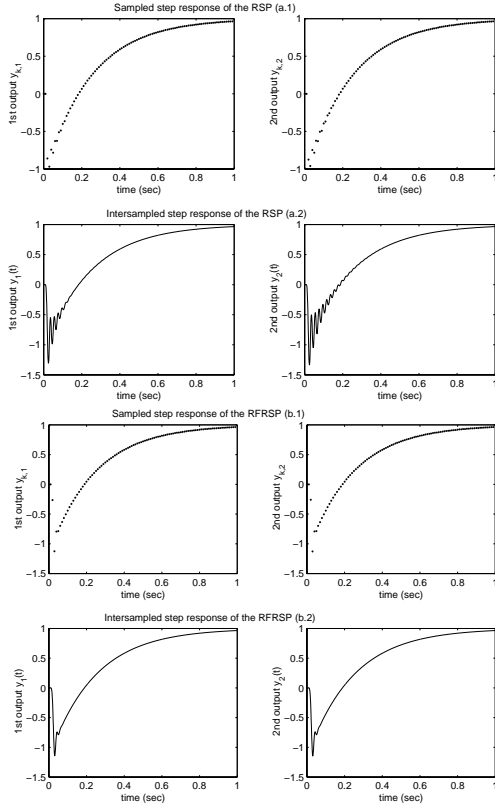 Sampled step response of the RSP (a.1)
1
0.5
0
−0.5
−1
1st output y_k,1
0 0.2 0.4 0.6 0.8 1
time (sec)
1
0.5
0
−0.5
−1
2nd output y_k,2
0 0.2 0.4 0.6 0.8 1
time (sec)
Intersampled step response of the RSP (a.2)
1
0.5
0
−0.5
−1
−1.5
1st output y_1(t)
0 0.2 0.4 0.6 0.8 1
time (sec)
1
0.5
0
−0.5
−1
−1.5
2nd output y_2(t)
0 0.2 0.4 0.6 0.8 1
time (sec)
Sampled step response of the RFRSP (b.1)
1
0.5
0
−0.5
−1
−1.5
1st output y_k,1
0 0.2 0.4 0.6 0.8 1
time (sec)
1
0.5
0
−0.5
−1
−1.5
2nd output y_k,2
0 0.2 0.4 0.6 0.8 1
time (sec)
Intersampled step response of the RFRSP (b.2)
1
0.5
0
−0.5
−1
−1.5
1st output y_1(t)
0 0.2 0.4 0.6 0.8 1
time (sec)
1
0.5
0
−0.5
−1
−1.5
2nd output y_2(t)
0 0.2 0.4 0.6 0.8 1
time (sec)